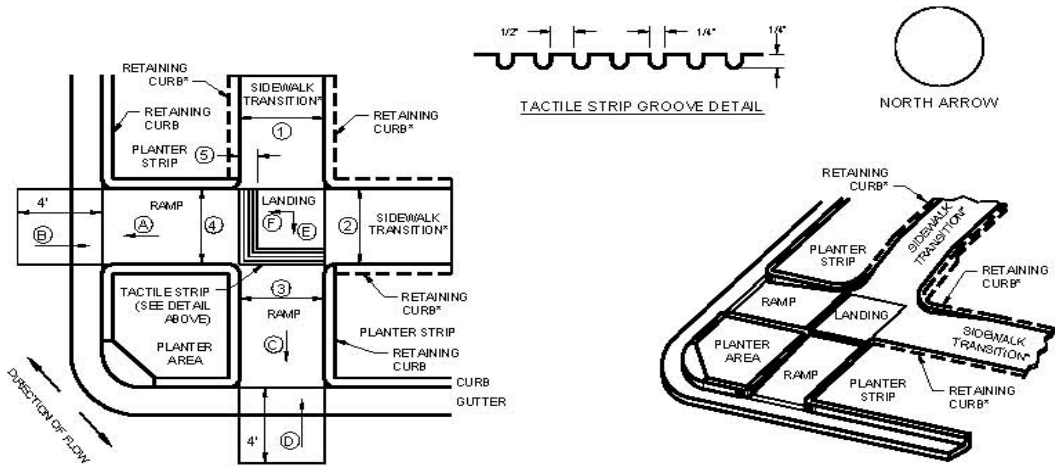 RETAINING
CURB*
SIDEWALK
TRANSITION*
1
RETAINING
CURB
RETAINING
CURB*
PLANTER
STRIP
5
4'
RAMP
LANDING
A
4
F
E
2
SIDEWALK
TRANSITION*
B
3
RETAINING
CURB*
TACTILE STRIP
(SEE DETAIL
ABOVE)
RAMP
PLANTER
AREA
C
PLANTER STRIP
RETAINING
CURB
CURB
GUTTER
DIRECTION OF FLOW
4'
D
1/2"
1/4"
1/4"
TACTILE STRIP GROOVE DETAIL
NORTH ARROW
RETAINING
CURB*
SIDEWALK
TRANSITION*
PLANTER
STRIP
RETAINING
CURB*
RAMP
LANDING
SIDEWALK
TRANSITION*
PLANTER
AREA
RAMP
PLANTER
STRIP
RETAINING
CURB*